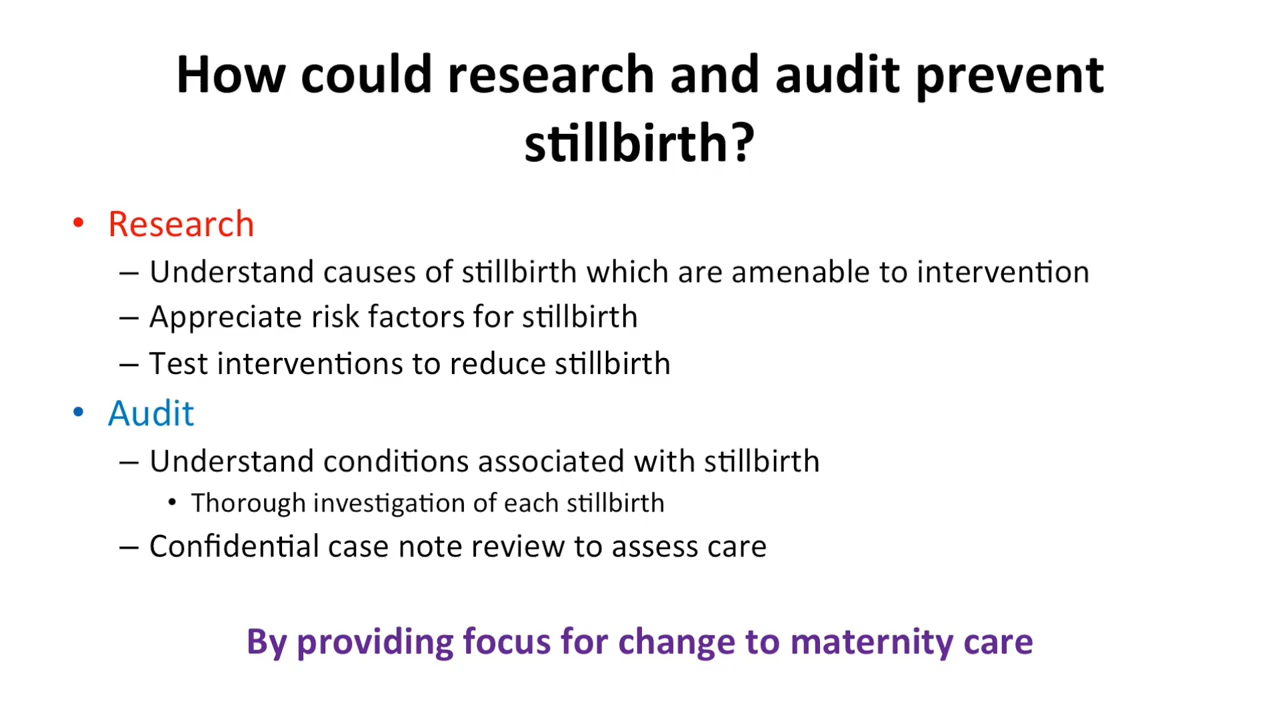 How could research and audit prevent
stillbirth?
• Research
– Understand causes of stillbirth which are amenable to intervention
– Appreciate risk factors for stillbirth
– Test interventions to reduce stillbirth
• Audit
– Understand conditions associated with stillbirth
• Thorough investigation of each stillbirth
– Confidential case note review to assess care
By providing focus for change to maternity care